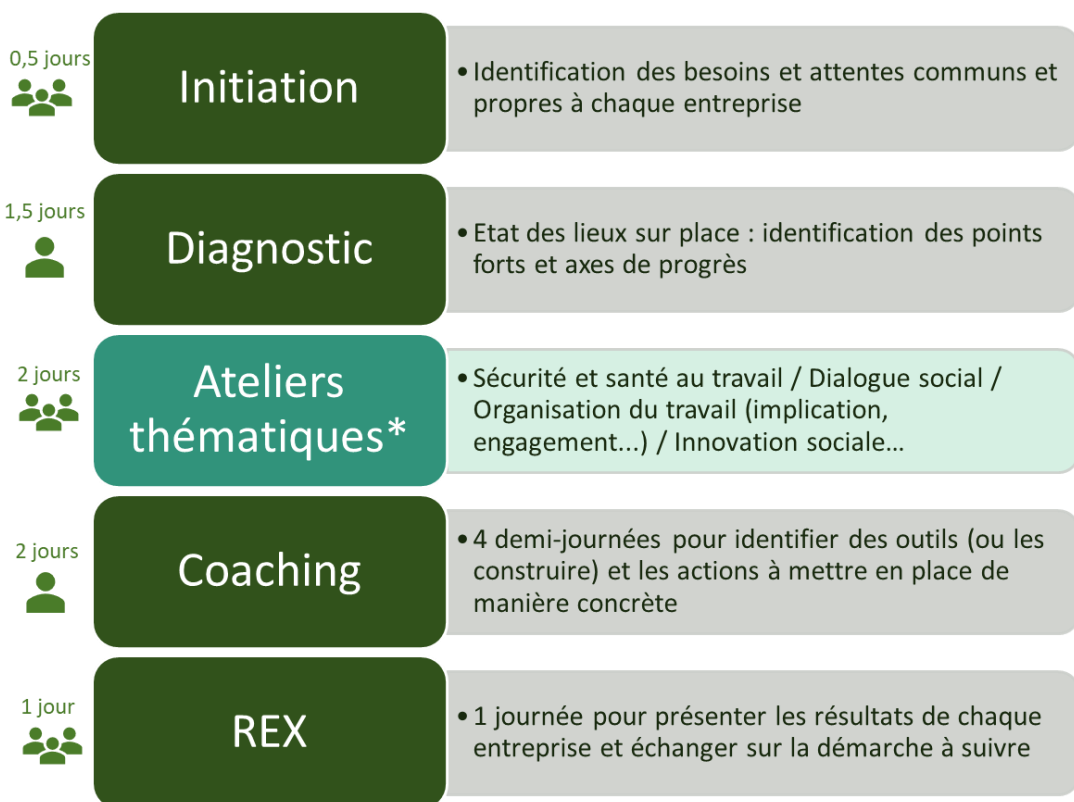 0,5 jours
Initiation
• Identification des besoins et attentes communs et
propres à chaque entreprise
1,5 jours
Diagnostic
• Etat des lieux sur place : identification des points
forts et axes de progrès
2 jours
Ateliers
thématiques*
• Sécurité et santé au travail / Dialogue social /
Organisation du travail (implication,
engagement...) / Innovation sociale…
2 jours
Coaching
• 4 demi-journées pour identifier des outils (ou les
construire) et les actions à mettre en place de
manière concrète
1 jour
REX
• 1 journée pour présenter les résultats de chaque
entreprise et échanger sur la démarche à suivre